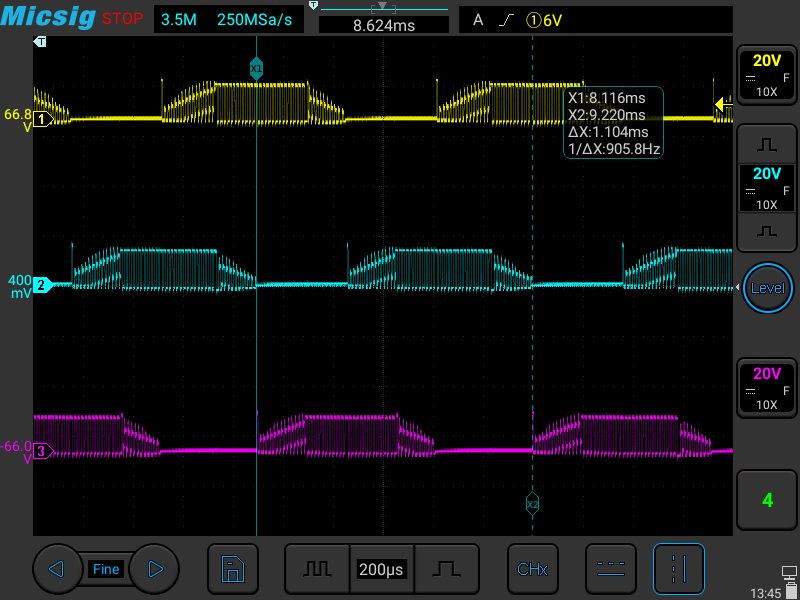 Micsig STOP 3.5M 250MSa/s T 8.624ms A ①6V
T
X1
20V
F
10X
66.8 V 1
X1:8.116ms
X2:9.220ms
ΔX:1.104ms
1/ΔX:905.8Hz
20V
F
10X
400 mV 2
Level
20V
F
10X
-66.0 V 3
X2
4
Fine 200μs CHx
13:45